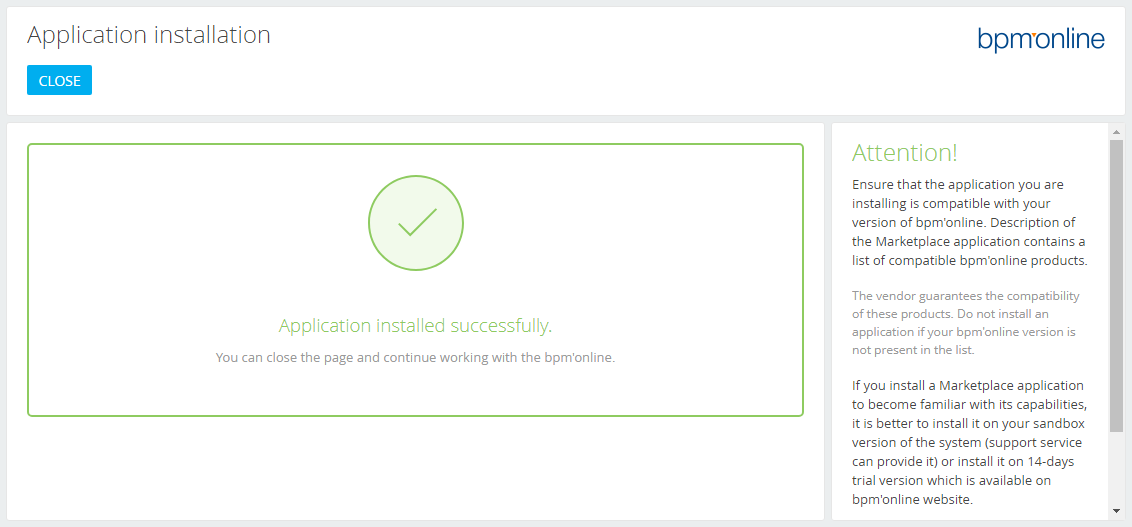 Application installation
bpm'online
CLOSE
Application installed successfully.
You can close the page and continue working with the bpm'online.
Attention!
Ensure that the application you are
installing is compatible with your
version of bpm'online. Description of
the Marketplace application contains a
list of compatible bpm'online products.
The vendor guarantees the compatibility
of these products. Do not install an
application if your bpm'online version is
not present in the list.
If you install a Marketplace application
to become familiar with its capabilities,
it is better to install it on your sandbox
version of the system (support service
can provide it) or install it on 14-days
trial version which is available on
bpm'online website.